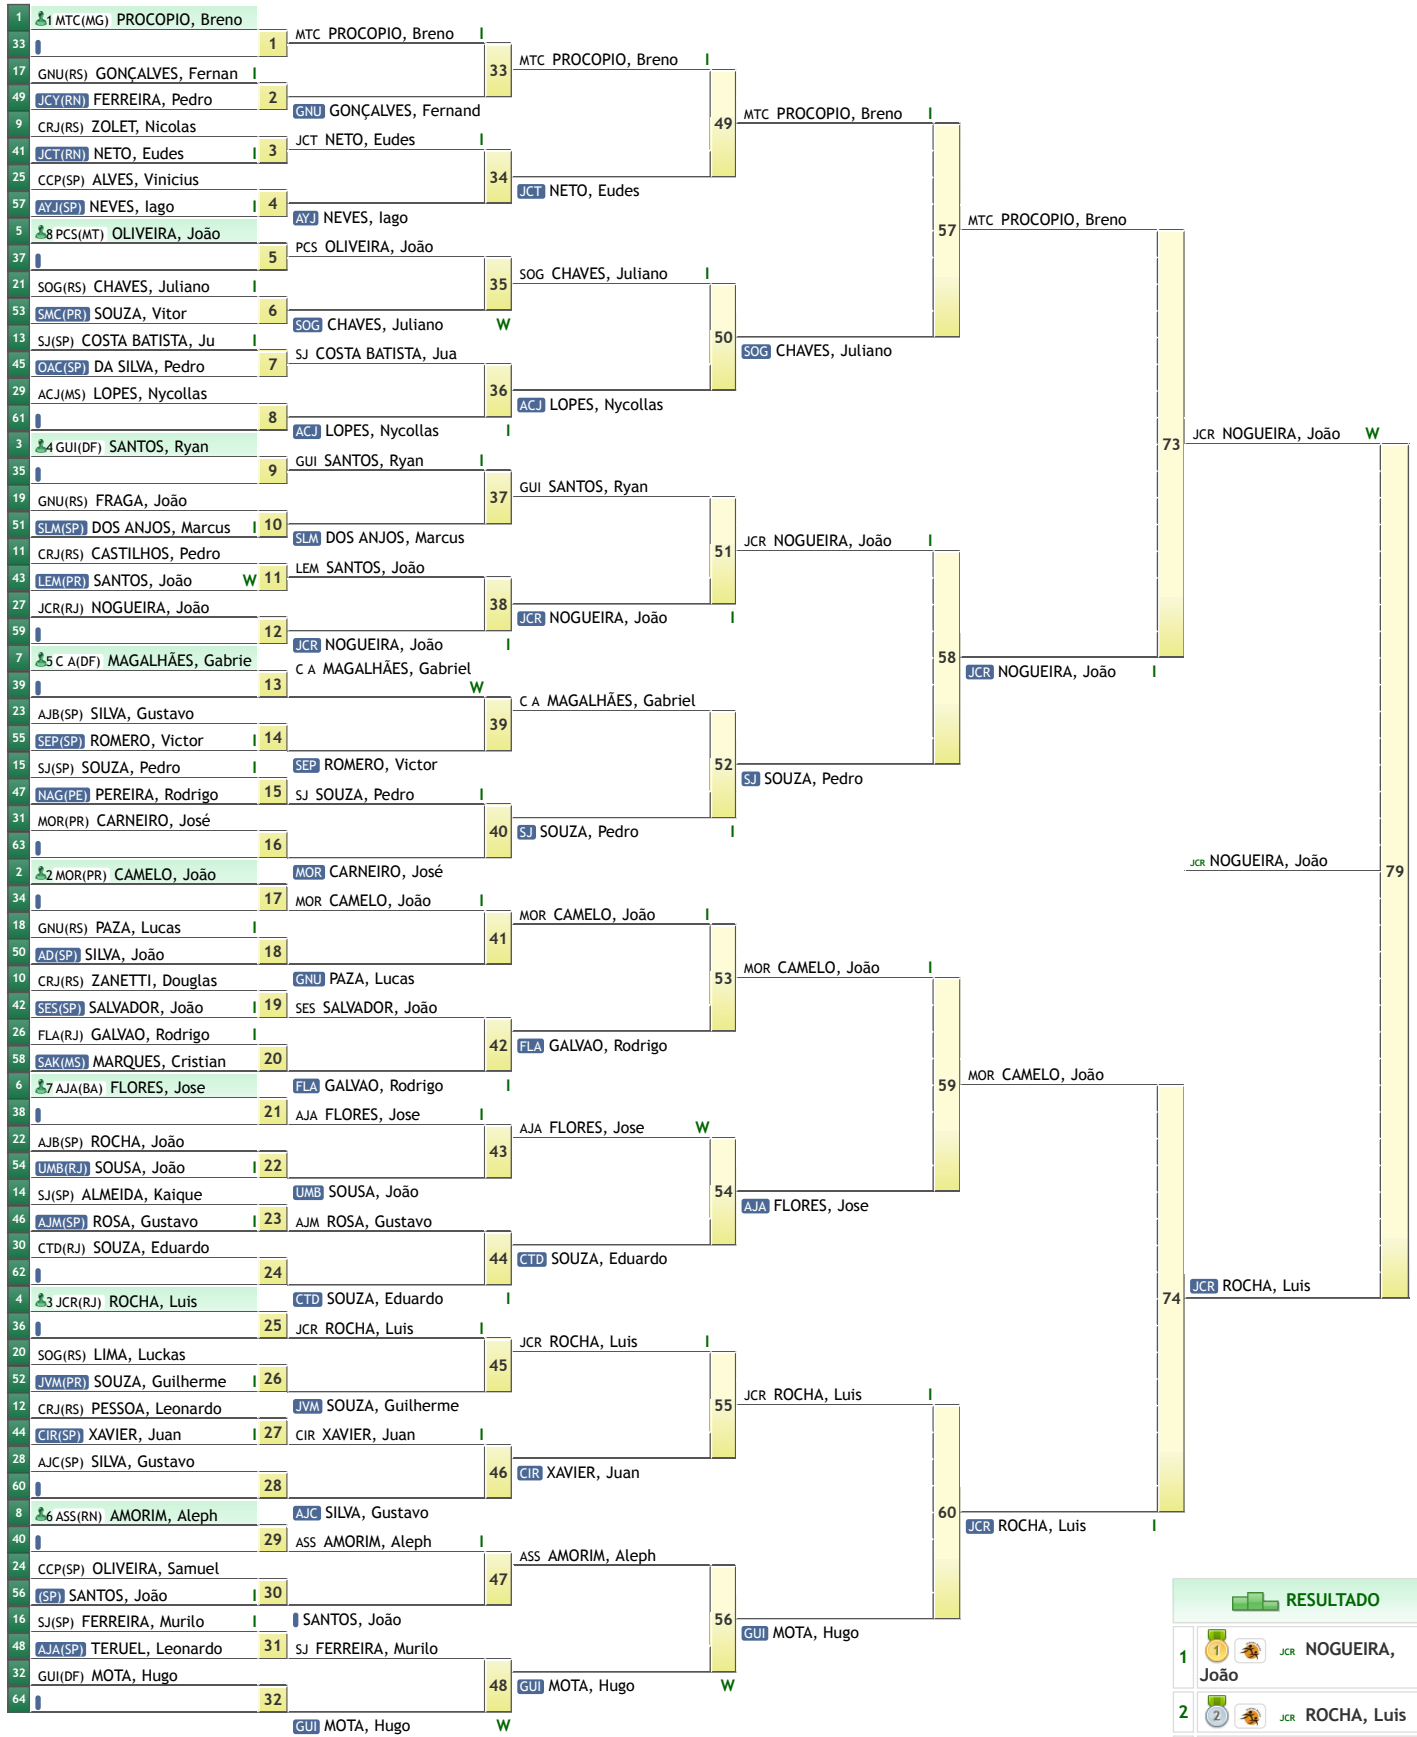 1 1 MTC(MG) PROCOPIO, Breno
33
1
17 GNU(RS) GONÇALVES, Fernan I
49 JCY(RN) FERREIRA, Pedro
2
9 CRJ(RS) ZOLET, Nicolas
41 JCT(RN) NETO, Eudes I
3
25 CCP(SP) ALVES, Vinicius
57 AYJ(SP) NEVES, Iago I
4
5 8 PCS(MT) OLIVEIRA, João
37
5
21 SOG(RS) CHAVES, Juliano I
53 SMC(PR) SOUZA, Vitor
6
13 SJ(SP) COSTA BATISTA, Ju I
45 OAC(SP) DA SILVA, Pedro
7
29 ACJ(MS) LOPES, Nycollas
61
8
3 4 GUI(DF) SANTOS, Ryan
35
9
19 GNU(RS) FRAGA, João
51 SLM(SP) DOS ANJOS, Marcus I
10
11 CRJ(RS) CASTILHOS, Pedro
43 LEM(PR) SANTOS, João W
11
27 JCR(RJ) NOGUEIRA, João
59
12
7 5 C A(DF) MAGALHÃES, Gabrie
39
13
23 AJB(SP) SILVA, Gustavo
55 SEP(SP) ROMERO, Victor I
14
15 SJ(SP) SOUZA, Pedro I
47 NAG(PE) PEREIRA, Rodrigo
15
31 MOR(PR) CARNEIRO, José
63
16
2 2 MOR(PR) CAMELO, João
34
17
18 GNU(RS) PAZA, Lucas I
50 AD(SP) SILVA, João
18
10 CRJ(RS) ZANETTI, Douglas
42 SES(SP) SALVADOR, João I
19
26 FLA(RJ) GALVAO, Rodrigo I
58 SAK(MS) MARQUES, Cristian
20
6 7 AJA(BA) FLORES, Jose
38
21
22 AJB(SP) ROCHA, João
54 UMB(RJ) SOUSA, João I
22
14 SJ(SP) ALMEIDA, Kaique
46 AJM(SP) ROSA, Gustavo I
23
30 CTD(RJ) SOUZA, Eduardo
62
24
4 3 JCR(RJ) ROCHA, Luis
36
25
20 SOG(RS) LIMA, Luckas
52 JVM(PR) SOUZA, Guilherme I
26
12 CRJ(RS) PESSOA, Leonardo
44 CIR(SP) XAVIER, Juan I
27
28 AJC(SP) SILVA, Gustavo
60
28
8 6 ASS(RN) AMORIM, Aleph
40
29
24 CCP(SP) OLIVEIRA, Samuel
56 (SP) SANTOS, João I
30
16 SJ(SP) FERREIRA, Murilo I
48 AJA(SP) TERUEL, Leonardo
31
32 GUI(DF) MOTA, Hugo
64
32
MTC PROCOPIO, Breno I
33
GNU GONÇALVES, Fernand
JCT NETO, Eudes I
34
AYJ NEVES, Iago
PCS OLIVEIRA, João
35
SOG CHAVES, Juliano W
SJ COSTA BATISTA, Jua
36
ACJ LOPES, Nycollas I
GUI SANTOS, Ryan I
37
SLM DOS ANJOS, Marcus
LEM SANTOS, João
38
JCR NOGUEIRA, João I
C A MAGALHÃES, Gabriel
W
39
SEP ROMERO, Victor
SJ SOUZA, Pedro I
40
MOR CARNEIRO, José
MOR CAMELO, João I
41
GNU PAZA, Lucas
SES SALVADOR, João
42
FLA GALVAO, Rodrigo I
AJA FLORES, Jose I
43
UMB SOUSA, João
AJM ROSA, Gustavo
44
CTD SOUZA, Eduardo I
JCR ROCHA, Luis I
45
JVM SOUZA, Guilherme
CIR XAVIER, Juan I
46
AJC SILVA, Gustavo
ASS AMORIM, Aleph I
47
SANTOS, João
SJ FERREIRA, Murilo
48
GUI MOTA, Hugo W
MTC PROCOPIO, Breno I
49
JCT NETO, Eudes
SOG CHAVES, Juliano I
50
ACJ LOPES, Nycollas
GUI SANTOS, Ryan
51
JCR NOGUEIRA, João I
C A MAGALHÃES, Gabriel
52
SJ SOUZA, Pedro I
MOR CAMELO, João I
53
FLA GALVAO, Rodrigo
AJA FLORES, Jose W
54
CTD SOUZA, Eduardo
JCR ROCHA, Luis I
55
CIR XAVIER, Juan
ASS AMORIM, Aleph
56
GUI MOTA, Hugo W
MTC PROCOPIO, Breno I
57
SOG CHAVES, Juliano
JCR NOGUEIRA, João I
58
SJ SOUZA, Pedro
MOR CAMELO, João I
59
AJA FLORES, Jose
JCR ROCHA, Luis I
60
GUI MOTA, Hugo
MTC PROCOPIO, Breno
73
JCR NOGUEIRA, João I
MOR CAMELO, João
74
JCR ROCHA, Luis I
JCR NOGUEIRA, João W
JCR NOGUEIRA, João
79
JCR ROCHA, Luis
RESULTADO
1 1 JCR NOGUEIRA,
João
2 2 JCR ROCHA, Luis